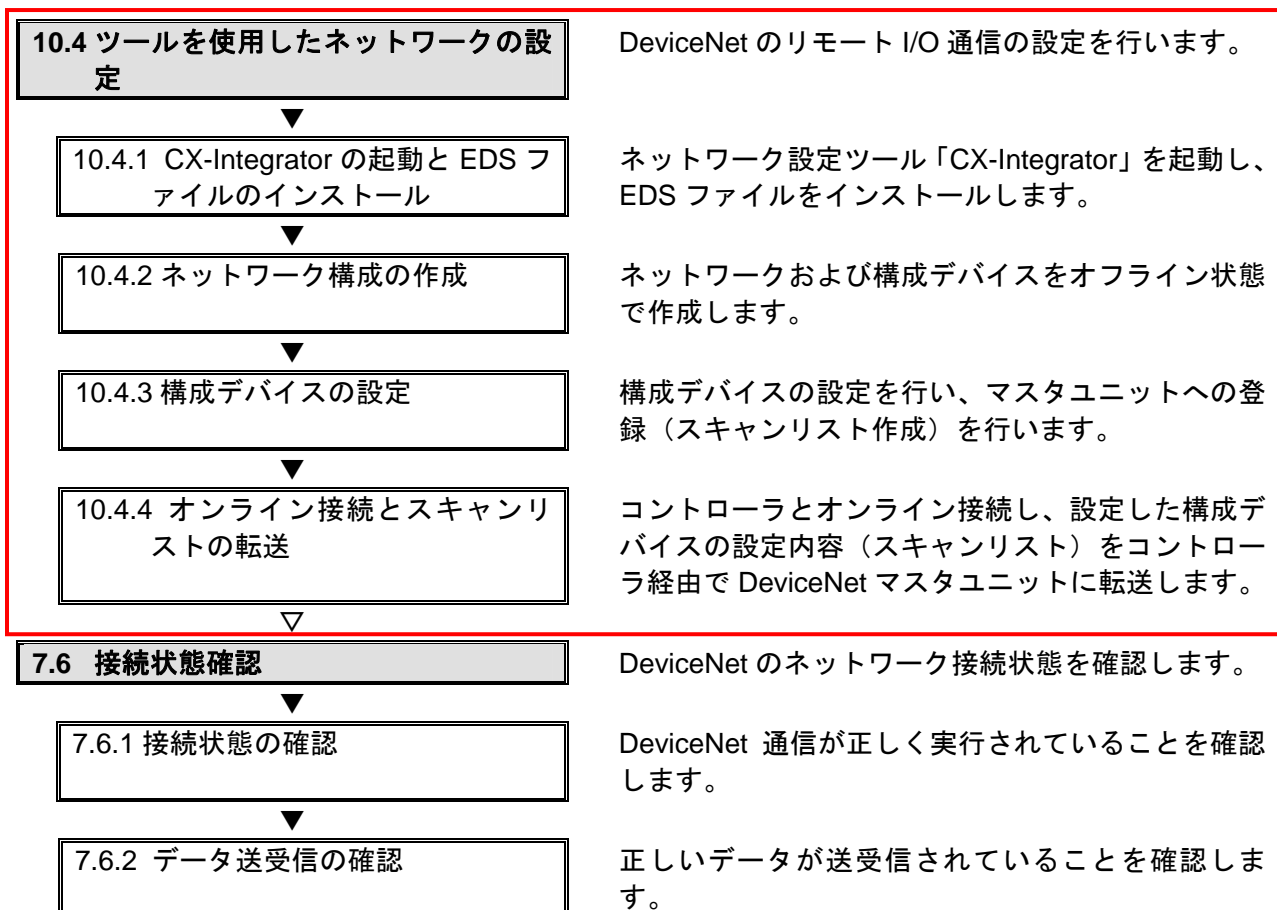 10.4 ツールを使用したネットワークの設
定
DeviceNet のリモート I/O 通信の設定を行います。
▼
10.4.1 CX-Integrator の起動と EDS フ
ァイルのインストール
ネットワーク設定ツール「CX-Integrator」を起動し、
EDS ファイルをインストールします。
▼
10.4.2 ネットワーク構成の作成
ネットワークおよび構成デバイスをオフライン状態
で作成します。
▼
10.4.3 構成デバイスの設定
構成デバイスの設定を行い、マスタユニットへの登
録（スキャンリスト作成）を行います。
▼
10.4.4 オンライン接続とスキャンリ
ストの転送
コントローラとオンライン接続し、設定した構成デ
バイスの設定内容（スキャンリスト）をコントロー
ラ経由で DeviceNet マスタユニットに転送します。
▽
7.6 接続状態確認
DeviceNet のネットワーク接続状態を確認します。
▼
7.6.1 接続状態の確認
DeviceNet 通信が正しく実行されていることを確認
します。
▼
7.6.2 データ送受信の確認
正しいデータが送受信されていることを確認しま
す。